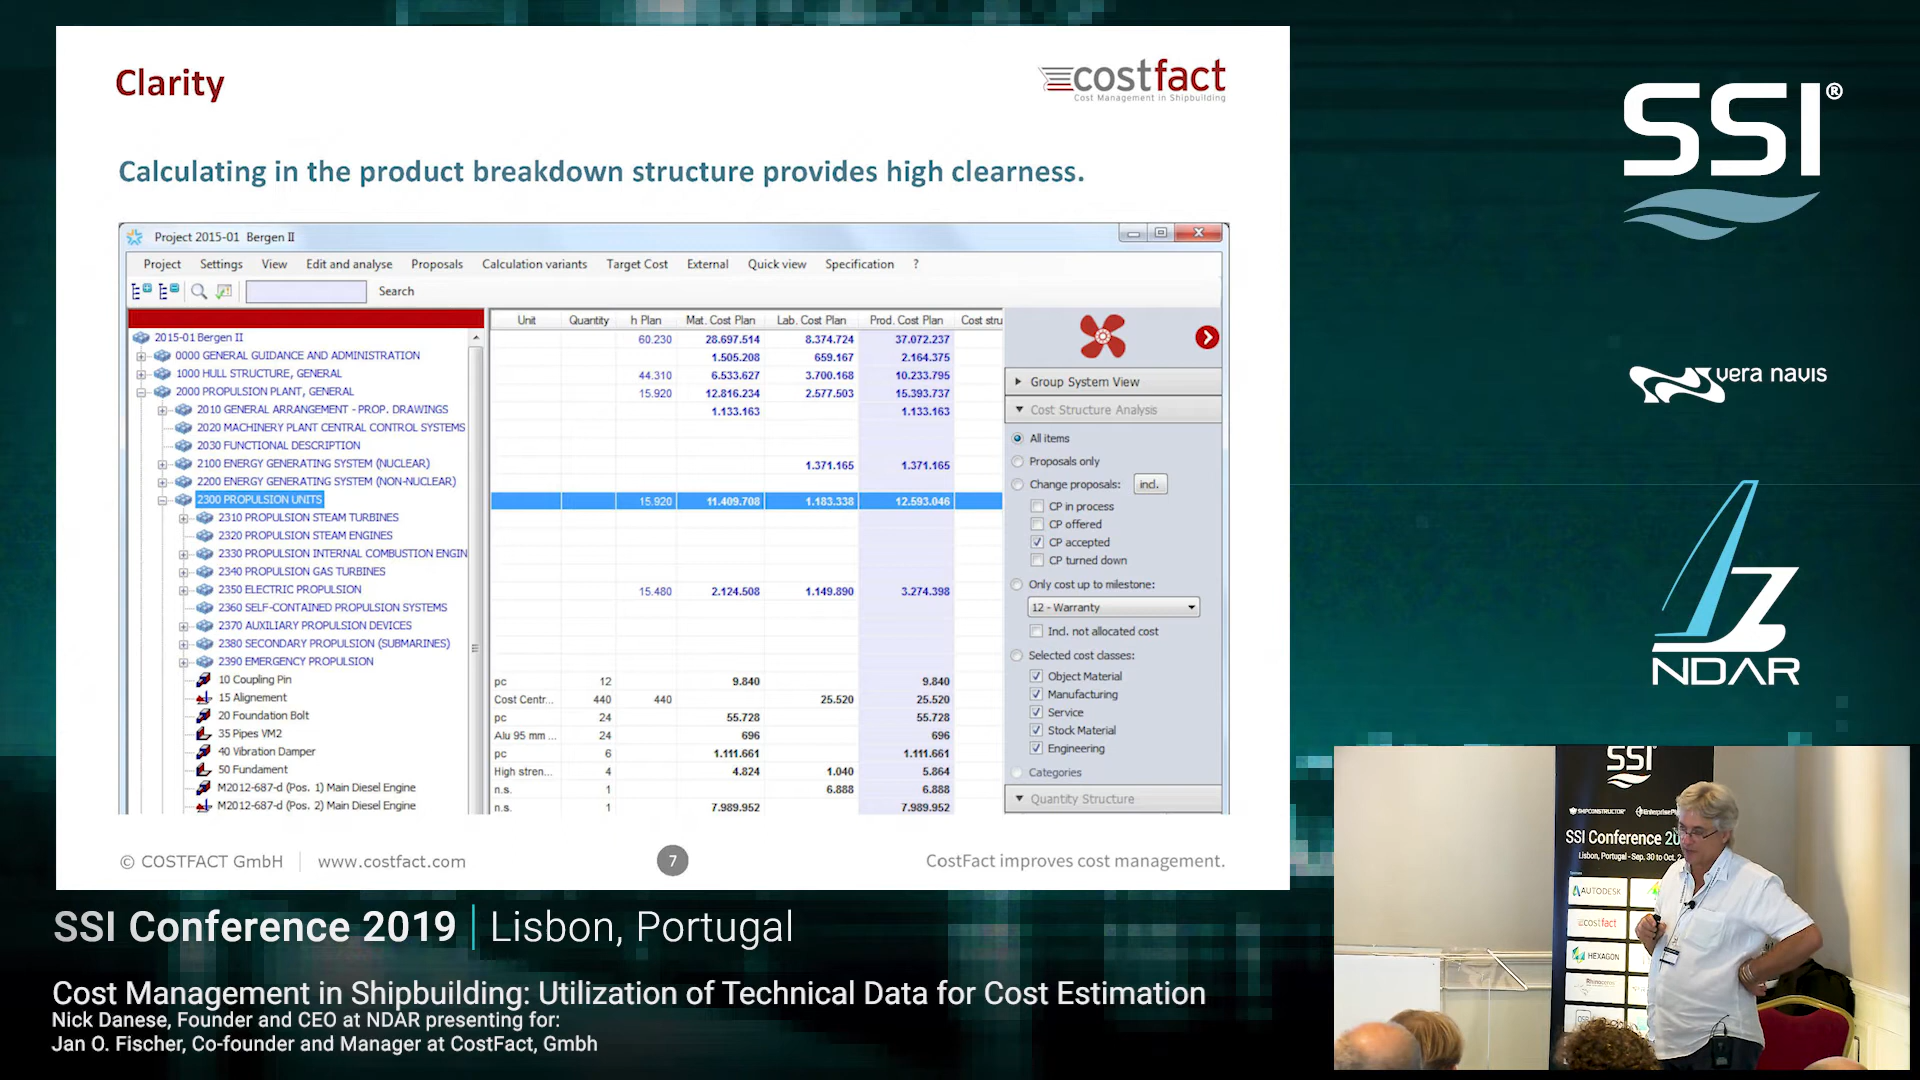 Clarity
costfact
Cost Management in Shipbuilding
Calculating in the product breakdown structure provides high clearness.
Project 2015-01 Bergen II
Project Settings View Edit and analyse Proposals Calculation variants Target Cost External Quick view Specification ?
Search
Unit Quantity h Plan Mat. Cost Plan Lab. Cost Plan Prod. Cost Plan Cost stru
2015-01 Bergen II 60.230 28.697.514 8.374.724 37.072.237
0000 GENERAL GUIDANCE AND ADMINISTRATION 1.505.208 659.167 2.164.375
1000 HULL STRUCTURE, GENERAL 44.310 6.533.627 3.700.168 10.233.795
2000 PROPULSION PLANT, GENERAL 15.920 12.816.234 2.577.503 15.393.737
2010 GENERAL ARRANGEMENT - PROP. DRAWINGS 1.133.163 1.133.163
2020 MACHINERY PLANT CENTRAL CONTROL SYSTEMS
2030 FUNCTIONAL DESCRIPTION
2100 ENERGY GENERATING SYSTEM (NUCLEAR) 1.371.165 1.371.165
2200 ENERGY GENERATING SYSTEM (NON-NUCLEAR)
2300 PROPULSION UNITS 15.920 11.409.708 1.183.338 12.593.046
2310 PROPULSION STEAM TURBINES
2320 PROPULSION STEAM ENGINES
2330 PROPULSION INTERNAL COMBUSTION ENGIN
2340 PROPULSION GAS TURBINES
2350 ELECTRIC PROPULSION 15.480 2.124.508 1.149.890 3.274.398
2360 SELF-CONTAINED PROPULSION SYSTEMS
2370 AUXILIARY PROPULSION DEVICES
2380 SECONDARY PROPULSION (SUBMARINES)
2390 EMERGENCY PROPULSION
10 Coupling Pin pc 12 9.840 9.840
15 Alignement Cost Centr... 440 440 25.520 25.520
20 Foundation Bolt pc 24 55.728 55.728
35 Pipes VM2 Alu 95 mm ... 24 696 696
40 Vibration Damper pc 6 1.111.661 1.111.661
50 Fundament High stren... 4 4.824 1.040 5.864
M2012-687-d (Pos. 1) Main Diesel Engine n.s. 1 6.888 6.888
M2012-687-d (Pos. 2) Main Diesel Engine n.s. 1 7.989.952 7.989.952
Group System View
Cost Structure Analysis
All items
Proposals only
Change proposals: incl.
CP in process
CP offered
CP accepted
CP turned down
Only cost up to milestone:
12 - Warranty
Incl. not allocated cost
Selected cost classes:
Object Material
Manufacturing
Service
Stock Material
Engineering
Categories
Quantity Structure
© COSTFACT GmbH www.costfact.com 7 CostFact improves cost management.
SSI®
vera navis
NDAR
SSI
SHIPCONSTRUCTOR
SSI Conference 20
Lisbon, Portugal - Sep. 30 to Oct. 2
AUTODESK
costfact
HEXAGON
SSI Conference 2019 | Lisbon, Portugal
Cost Management in Shipbuilding: Utilization of Technical Data for Cost Estimation
Nick Danese, Founder and CEO at NDAR presenting for:
Jan O. Fischer, Co-founder and Manager at CostFact, Gmbh